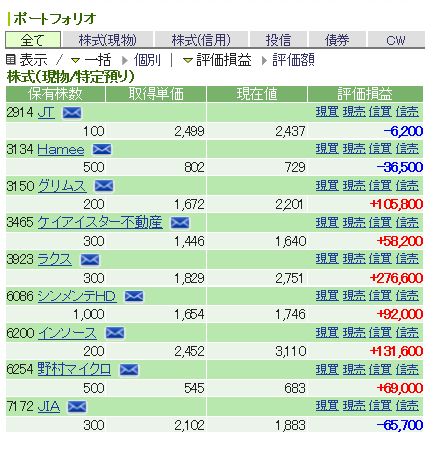 ポートフォリオ
全て 株式(現物) 株式(信用) 投信 債券 CW
表示 / 一括 個別 | 評価損益 評価額
株式(現物/特定預り)
保有株数 取得単価 現在値 評価損益
2914 JT 現買 現売 信買 信売
100 2,499 2,437 -6,200
3134 Hamee 現買 現売 信買 信売
500 802 729 -36,500
3150 グリムス 現買 現売 信買 信売
200 1,672 2,201 +105,800
3465 ケイアイスター不動産 現買 現売 信買 信売
300 1,446 1,640 +58,200
3923 ラクス 現買 現売 信買 信売
300 1,829 2,751 +276,600
6086 シンメンテHD 現買 現売 信買 信売
1,000 1,654 1,746 +92,000
6200 インソース 現買 現売 信買 信売
200 2,452 3,110 +131,600
6254 野村マイクロ 現買 現売 信買 信売
500 545 683 +69,000
7172 JIA 現買 現売 信買 信売
300 2,102 1,883 -65,700